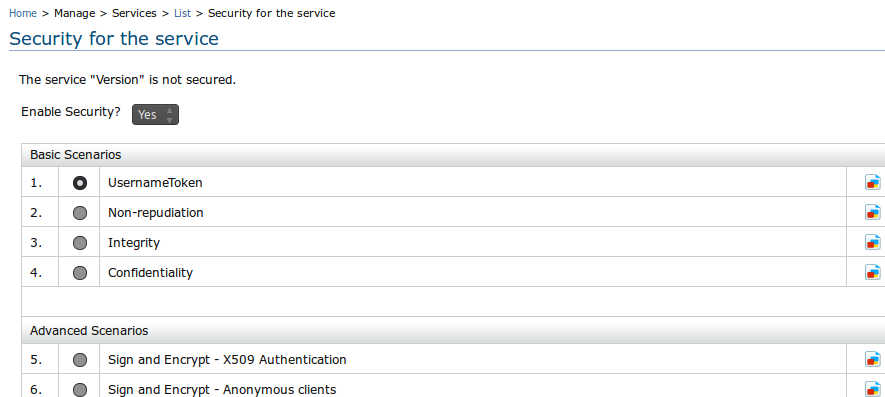 Home > Manage > Services > List > Security for the service
Security for the service
The service "Version" is not secured.
Enable Security? Yes
Basic Scenarios
1. UsernameToken
2. Non-repudiation
3. Integrity
4. Confidentiality
Advanced Scenarios
5. Sign and Encrypt - X509 Authentication
6. Sign and Encrypt - Anonymous clients